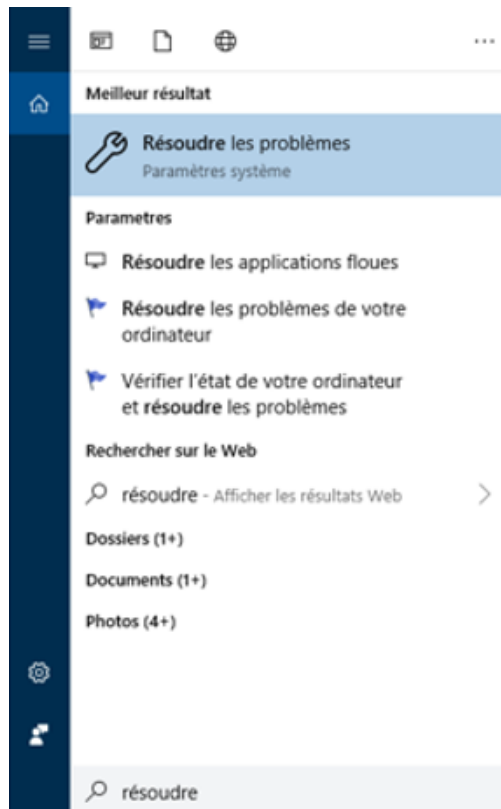 Meilleur résultat
Résoudre les problèmes
Paramètres système
Parametres
Résoudre les applications floues
Résoudre les problèmes de votre
ordinateur
Vérifier l'état de votre ordinateur
et résoudre les problèmes
Rechercher sur le Web
résoudre - Afficher les résultats Web
Dossiers (1+)
Documents (1+)
Photos (4+)
résoudre